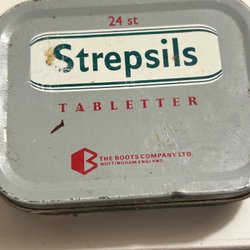 24 st
Strepsils
TABLETTER
THE BOOTS COMPANY LTD.
NOTTINGHAM ENGLAND